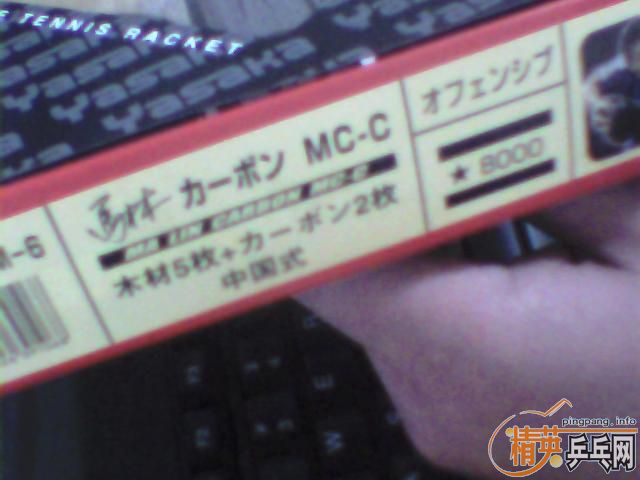 E TENNIS RACKET
Yasaka
Yasaka
馬林 カーボン MC-C
MA LIN CARBON MC-C
木材5枚+カーボン2枚
中国式
オフェンシブ
★ 8000
-6
pingpang.info
精英乒乓网